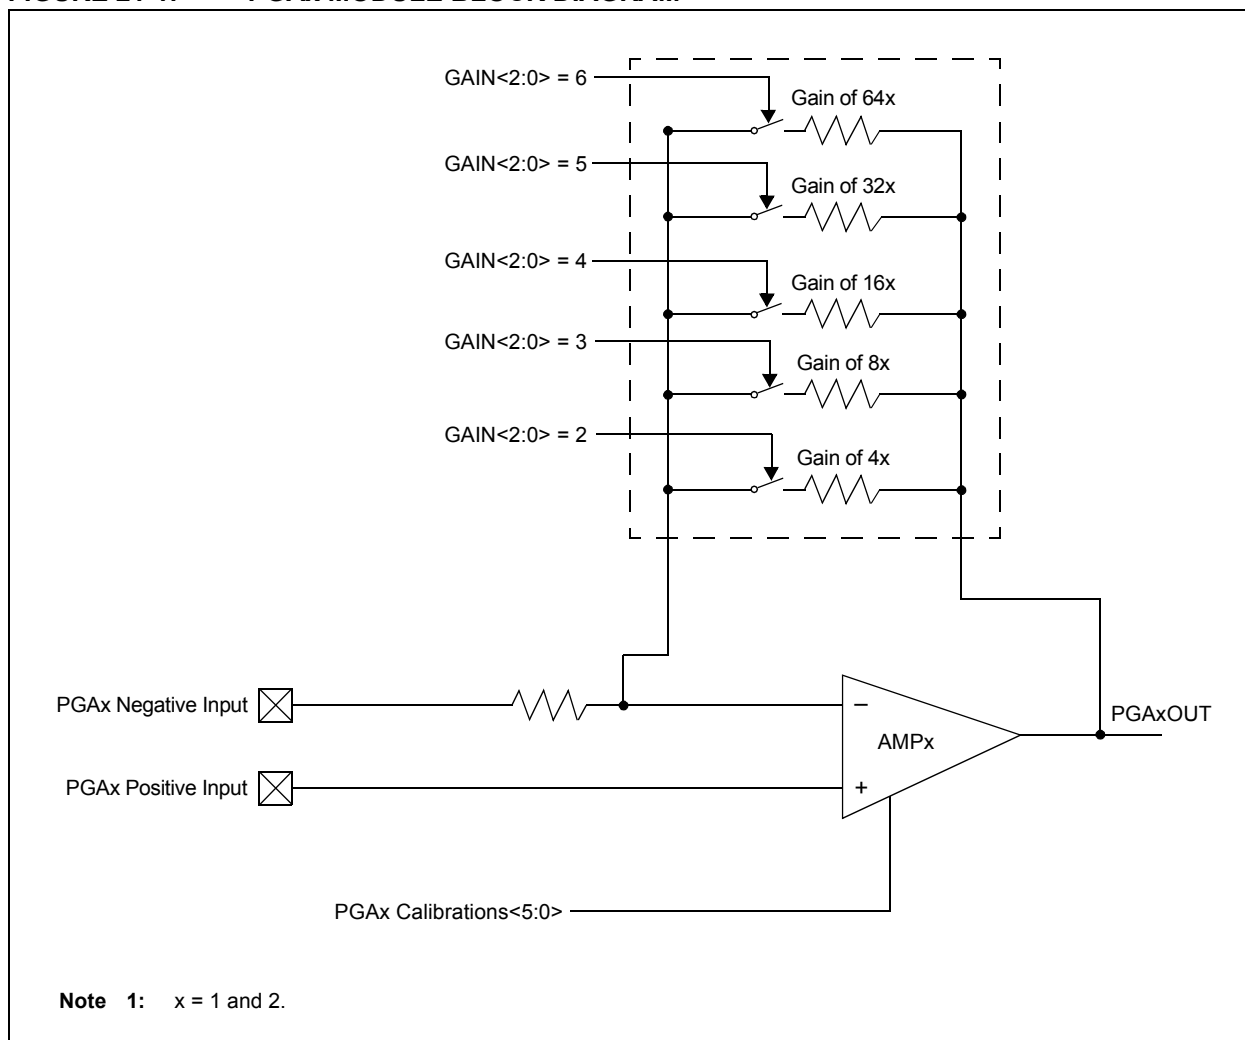 GAIN<2:0> = 6
Gain of 64x
GAIN<2:0> = 5
Gain of 32x
GAIN<2:0> = 4
Gain of 16x
GAIN<2:0> = 3
Gain of 8x
GAIN<2:0> = 2
Gain of 4x
PGAx Negative Input
–
PGAxOUT
AMPx
PGAx Positive Input
+
PGAx Calibrations<5:0>
Note 1: x = 1 and 2.